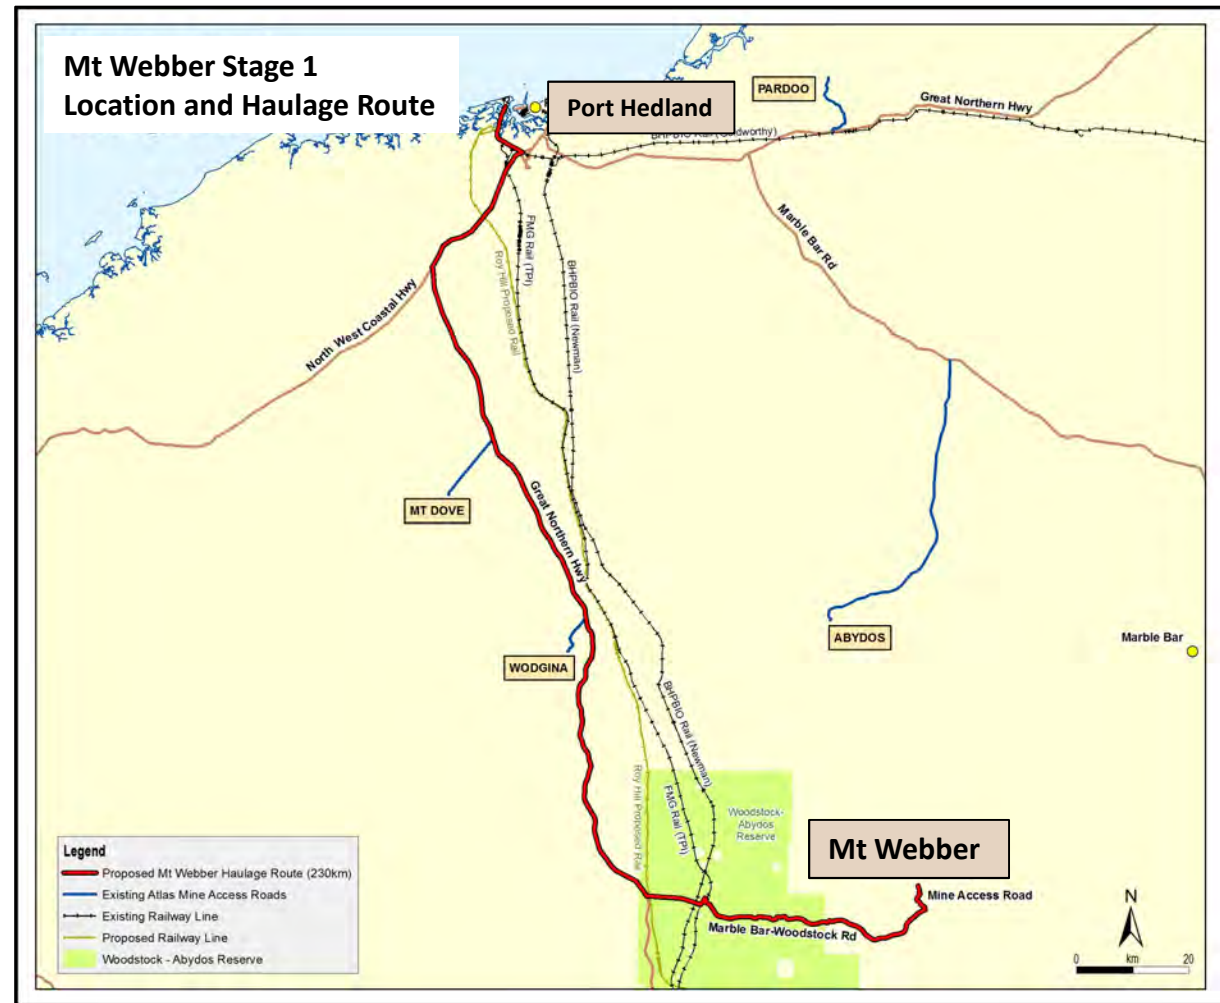 Mt Webber Stage 1
Location and Haulage Route
Port Hedland
PARDOO
Great Northern Hwy
BHPBIO Rail (Goldworthy)
Marble Bar Rd
FMG Rail (TPI)
Roy Hill Proposed Rail
BHPBIO Rail (Newman)
North West Coastal Hwy
MT DOVE
Great Northern Hwy
ABYDOS
Marble Bar
WODGINA
BHPBIO Rail (Newman)
Roy Hill Proposed Rail
FMG Rail (TPI)
Woodstock-
Abydos
Reserve
Mt Webber
Mine Access Road
Marble Bar-Woodstock Rd
Legend
Proposed Mt Webber Haulage Route (230km)
Existing Atlas Mine Access Roads
Existing Railway Line
Proposed Railway Line
Woodstock - Abydos Reserve
N
km
0 20